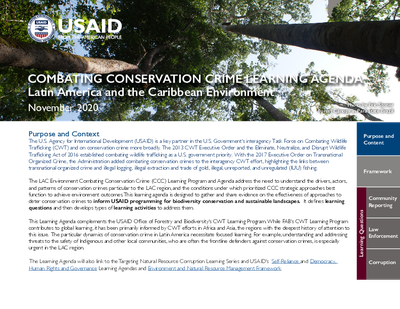 USAID
FROM THE AMERICAN PEOPLE
COMBATING CONSERVATION CRIME LEARNING AGENDA
Latin America and the Caribbean Environment
November 2020
Purpose and Context
The U.S. Agency for International Development (USAID) is a key partner in the U.S. Government's interagency Task Force on Combating Wildlife
Trafficking (CWT) and on conservation crime more broadly. The 2013 CWT Executive Order and the Eliminate, Neutralize, and Disrupt Wildlife
Trafficking Act of 2016 established combating wildlife trafficking as a U.S. government priority. With the 2017 Executive Order on Transnational
Organized Crime, the Administration added combating conservation crimes to the interagency CWT effort, highlighting the links between
transnational organized crime and illegal logging, illegal extraction and trade of gold, illegal, unreported, and unregulated (IUU) fishing.
The LAC Environment Combating Conservation Crime (CCC) Learning Program and Agenda address the need to understand the drivers, actors,
and patterns of conservation crimes particular to the LAC region, and the conditions under which prioritized CCC strategic approaches best
function to achieve environment outcomes. This learning agenda is designed to gather and share evidence on the effectiveness of approaches to
deter conservation crimes to inform USAID programming for biodiversity conservation and sustainable landscapes. It defines learning
questions and then develops types of learning activities to address them.
This Learning Agenda complements the USAID Office of Forestry and Biodiversity's CWT Learning Program. While FAB's CWT Learning Program
contributes to global learning, it has been primarily informed by CWT efforts in Africa and Asia, the regions with the deepest history of attention to
this issue. The particular dynamics of conservation crime in Latin America necessitate focused learning. For example, understanding and addressing
threats to the safety of indigenous and other local communities, who are often the frontline defenders against conservation crimes, is especially
urgent in the LAC region.
The Learning Agenda will also link to the Targeting Natural Resource Corruption Learning Series and USAID's Self Reliance and Democracy,
Human Rights and Governance Learning Agendas and Environment and Natural Resource Management Framework.
Purpose and
Context
Framework
Learning Questions
Community
Reporting
Law
Enforcement
Corruption